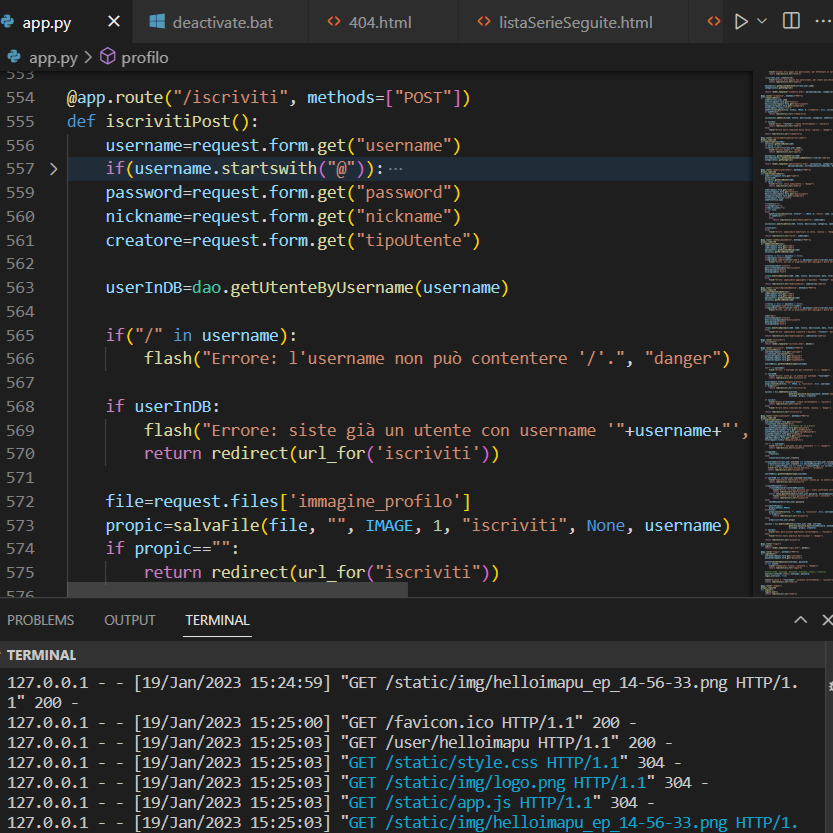 app.py
deactivate.bat
404.html
listaSerieSeguite.html
app.py > profilo
553
554 @app.route("/iscriviti", methods=["POST"])
555 def iscrivitiPost():
556 username=request.form.get("username")
557 if(username.startswith("@")):···
559 password=request.form.get("password")
560 nickname=request.form.get("nickname")
561 creatore=request.form.get("tipoUtente")
562
563 userInDB=dao.getUtenteByUsername(username)
564
565 if("/" in username):
566 flash("Errore: l'username non può contentere '/'.", "danger")
567
568 if userInDB:
569 flash("Errore: siste già un utente con username '"+username+"',
570 return redirect(url_for('iscriviti'))
571
572 file=request.files['immagine_profilo']
573 propic=salvaFile(file, "", IMAGE, 1, "iscriviti", None, username)
574 if propic=="":
575 return redirect(url_for("iscriviti"))
576
PROBLEMS OUTPUT TERMINAL
TERMINAL
127.0.0.1 - - [19/Jan/2023 15:24:59] "GET /static/img/helloimapu_ep_14-56-33.png HTTP/1.
1" 200 -
127.0.0.1 - - [19/Jan/2023 15:25:00] "GET /favicon.ico HTTP/1.1" 200 -
127.0.0.1 - - [19/Jan/2023 15:25:03] "GET /user/helloimapu HTTP/1.1" 200 -
127.0.0.1 - - [19/Jan/2023 15:25:03] "GET /static/style.css HTTP/1.1" 304 -
127.0.0.1 - - [19/Jan/2023 15:25:03] "GET /static/img/logo.png HTTP/1.1" 304 -
127.0.0.1 - - [19/Jan/2023 15:25:03] "GET /static/app.js HTTP/1.1" 304 -
127.0.0.1 - - [19/Jan/2023 15:25:03] "GET /static/img/helloimapu_ep_14-56-33.png HTTP/1.